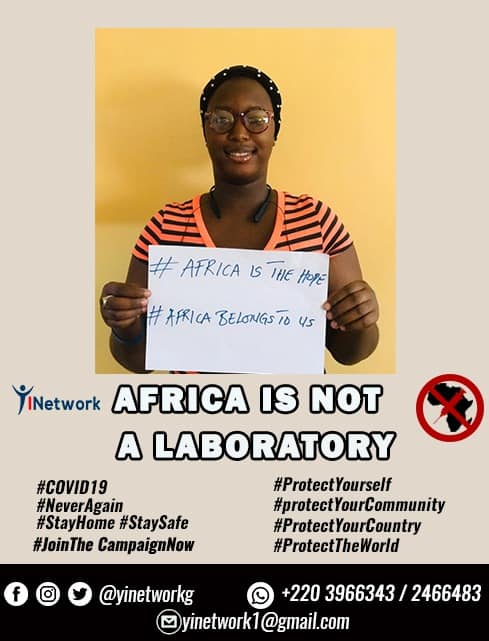 # AFRICA IS THE HOPE
# AFRICA BELONGS TO US
YINetwork AFRICA IS NOT
A LABORATORY
#COVID19
#NeverAgain
#StayHome #StaySafe
#JoinThe CampaignNow
#ProtectYourself
#protectYourCommunity
#ProtectYourCountry
#ProtectTheWorld
@yinetworkg
+220 3966343 / 2466483
yinetwork1@gmail.com